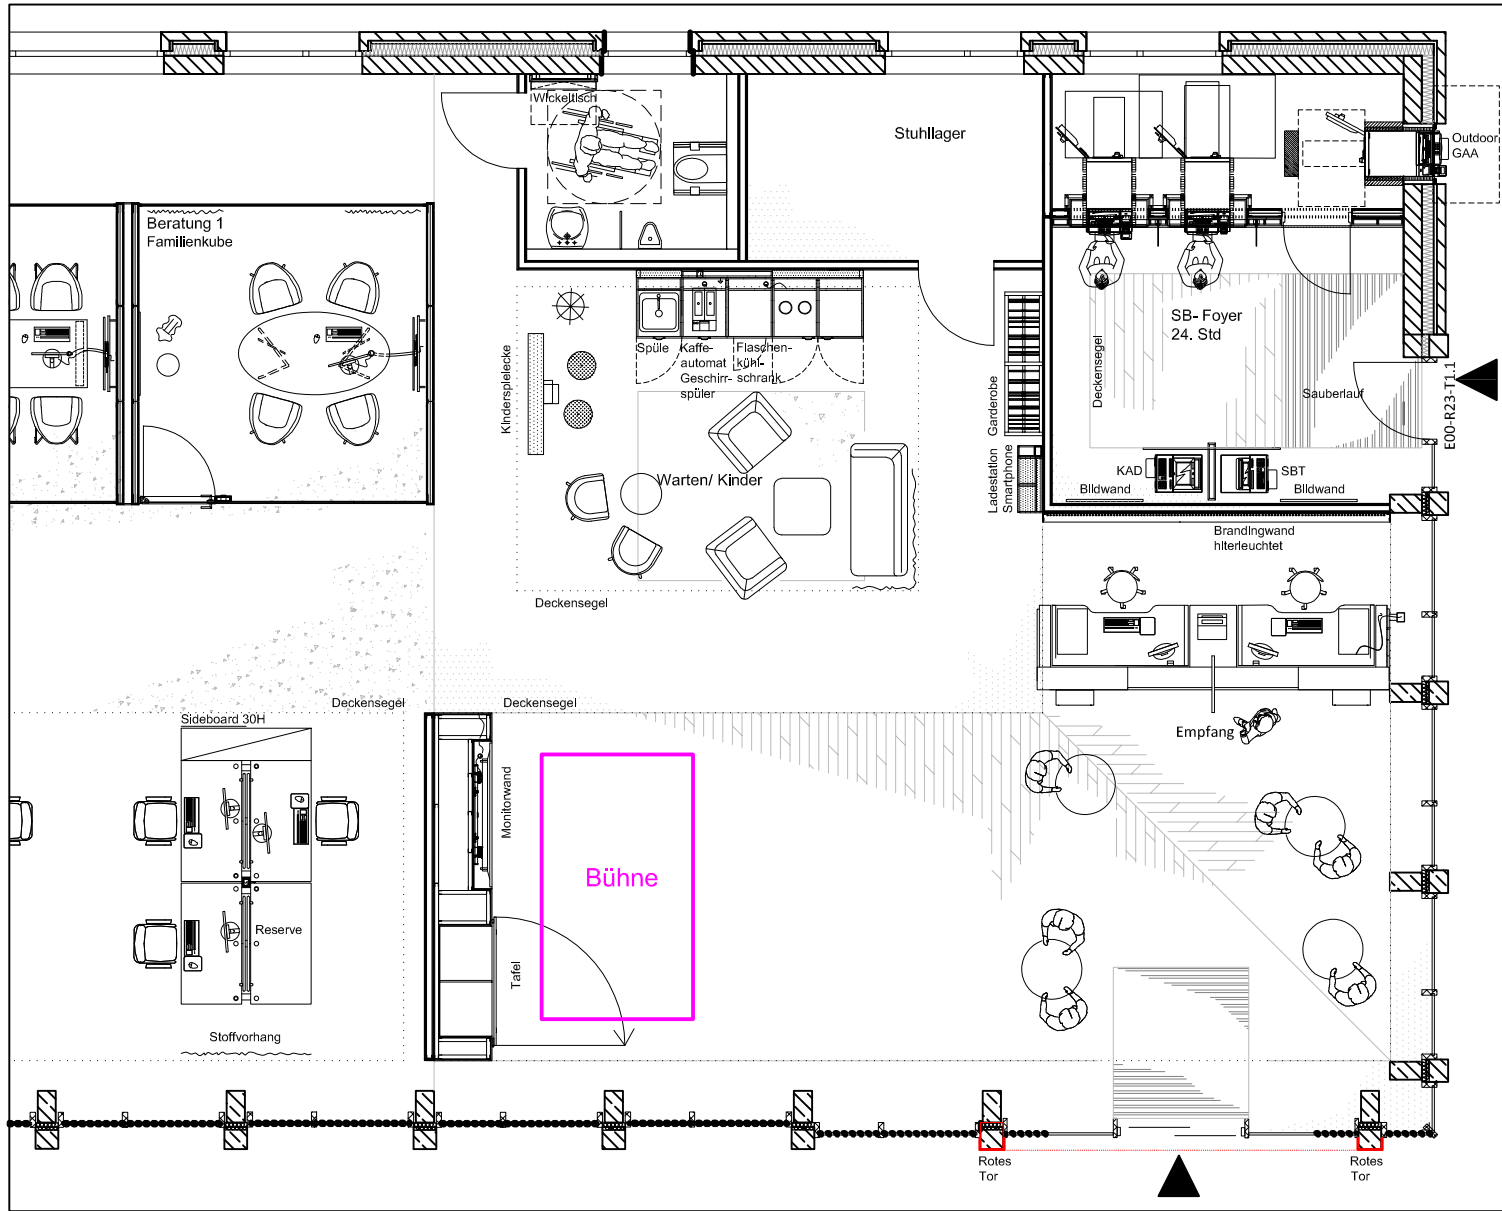 Wickeltisch
Stuhllager
Outdoor
GAA
Beratung 1
Familienkube
SB- Foyer
24. Std
Deckensegel
Sauberlauf
E00-R23-T1.1
Spüle
Kaffe-
automat
Geschirr-
spüler
Flaschen-
kühl-
schrank
Kinderspielecke
Garderobe
Ladestation
Smartphone
Warten/ Kinder
KAD
SBT
Bildwand
Bildwand
Brandingwand
hiterleuchtet
Deckensegel
Deckensegel
Deckensegel
Sideboard 30H
Empfang
Monitorwand
Bühne
Reserve
Tafel
Stoffvorhang
Rotes
Tor
Rotes
Tor